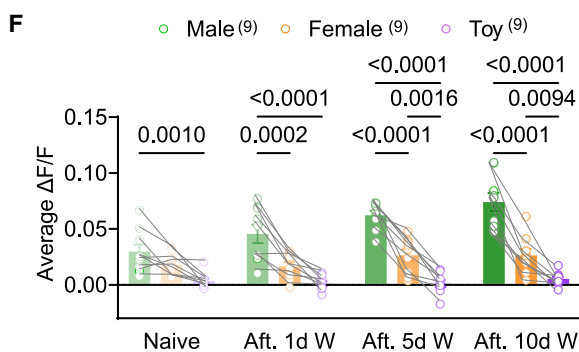 F
Male (9) Female (9) Toy (9)
<0.0001 <0.0001
<0.0001 0.0016 0.0094
0.0010 0.0002 <0.0001 <0.0001
Average ΔF/F
0.15
0.10
0.05
0.00
Naive Aft. 1d W Aft. 5d W Aft. 10d W